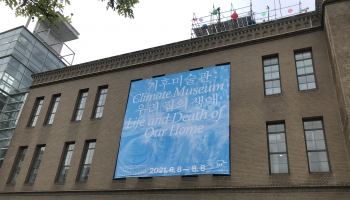 기후미술관:
Climate Museum
우리 집의 생애,
Life and Death of
Our Home
2021. 6. 8 — 8. 8